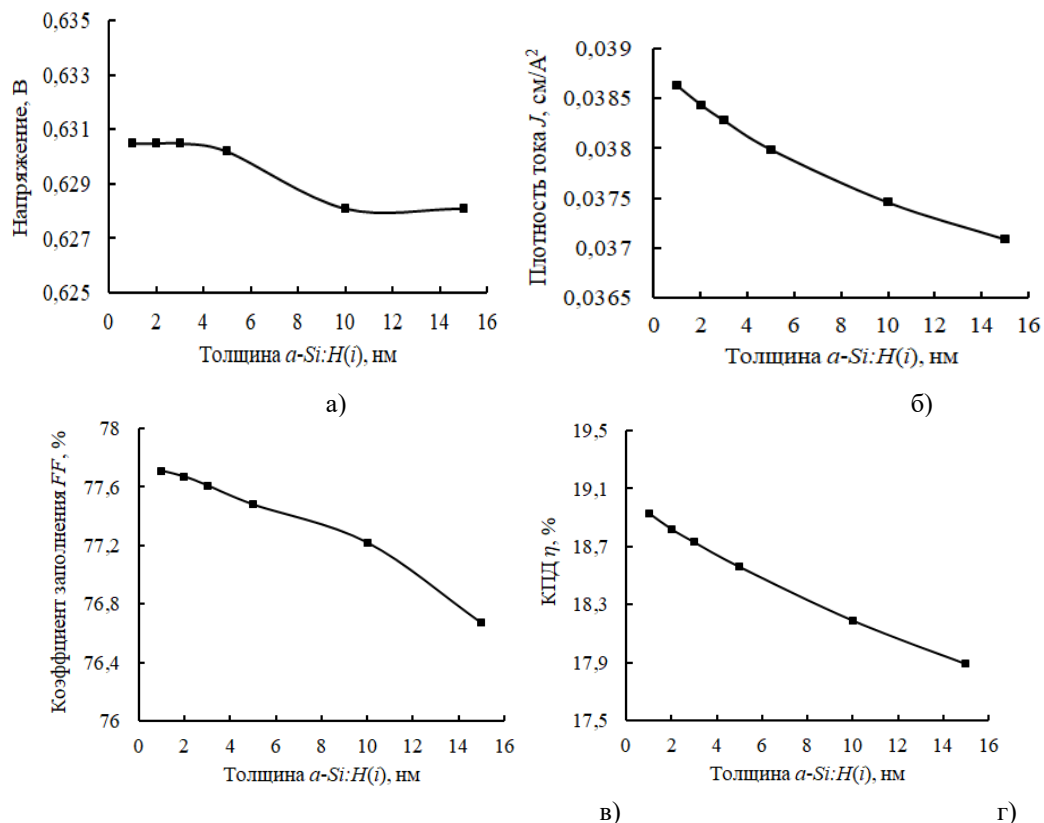 Напряжение, В
0,635
0,633
0,631
0,629
0,627
0,625
0 2 4 6 8 10 12 14 16
Толщина a-Si:H(i), нм
а)
Плотность тока J, см/А²
0,039
0,0385
0,038
0,0375
0,037
0,0365
0 2 4 6 8 10 12 14 16
Толщина a-Si:H(i), нм
б)
Коэффициент заполнения FF, %
78
77,6
77,2
76,8
76,4
76
0 2 4 6 8 10 12 14 16
Толщина a-Si:H(i), нм
в)
КПД η, %
19,5
19,1
18,7
18,3
17,9
17,5
0 2 4 6 8 10 12 14 16
Толщина a-Si:H(i), нм
г)